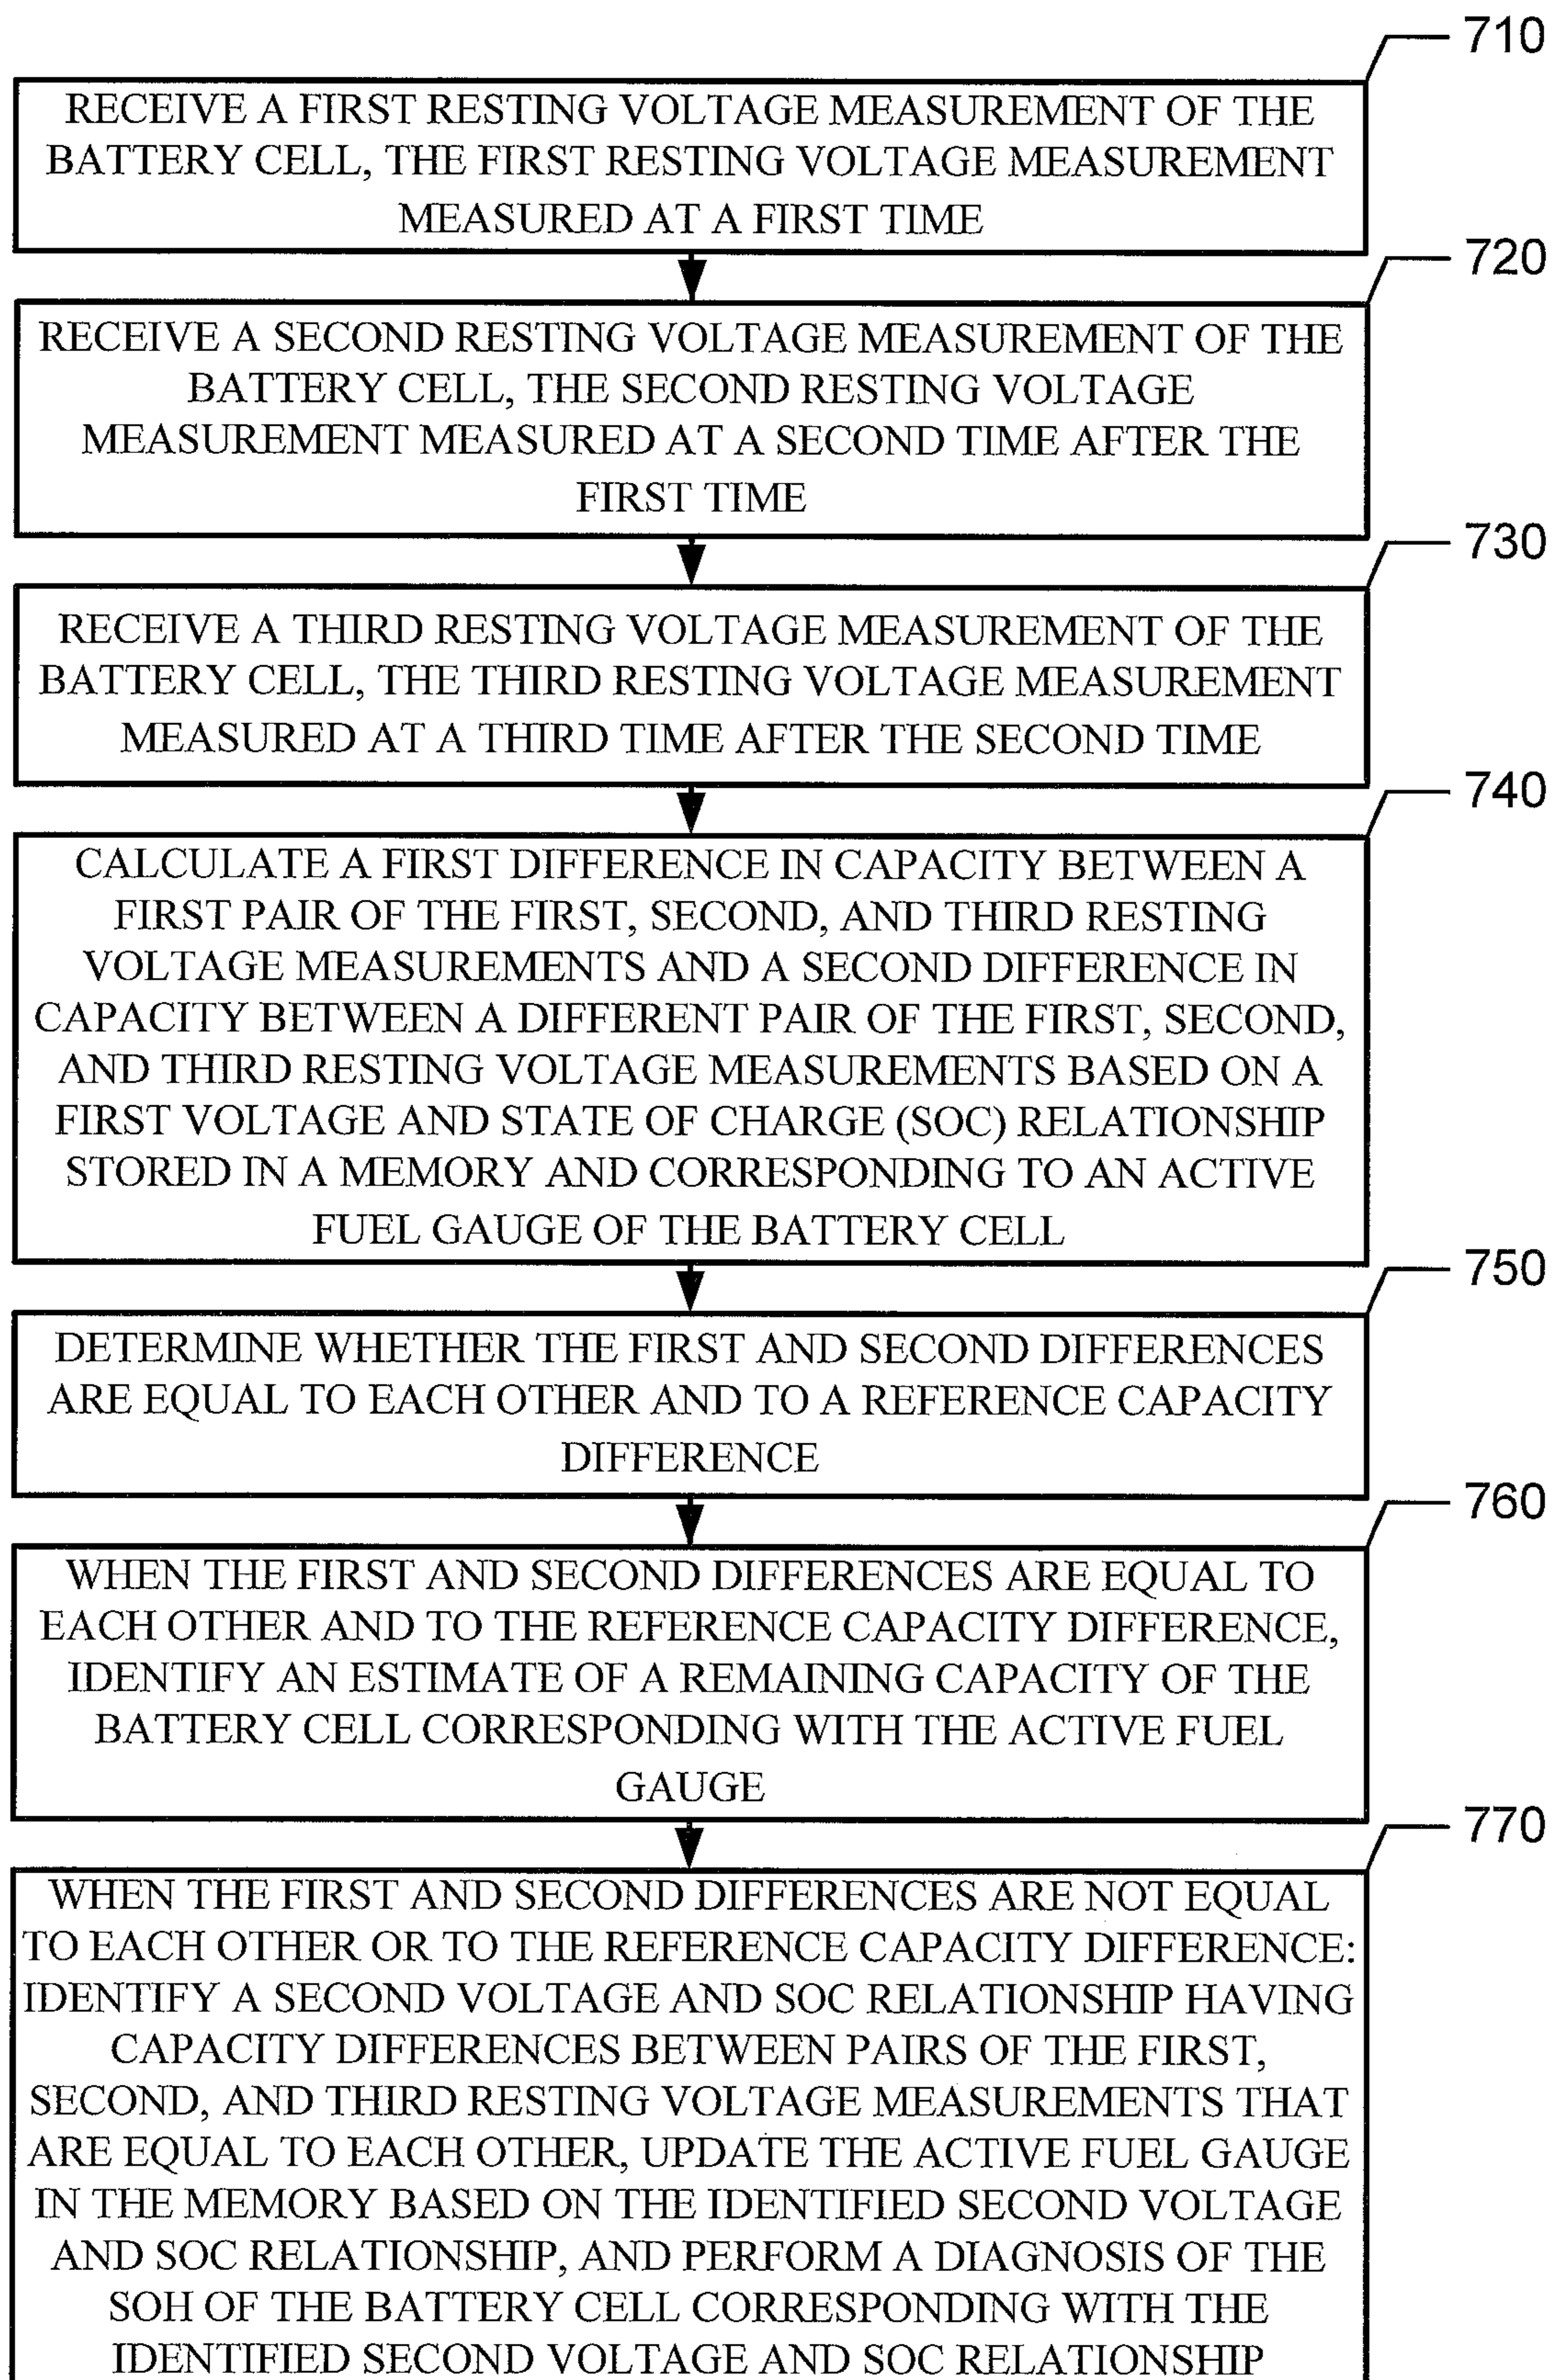 710
RECEIVE A FIRST RESTING VOLTAGE MEASUREMENT OF THE
BATTERY CELL, THE FIRST RESTING VOLTAGE MEASUREMENT
MEASURED AT A FIRST TIME
720
RECEIVE A SECOND RESTING VOLTAGE MEASUREMENT OF THE
BATTERY CELL, THE SECOND RESTING VOLTAGE
MEASUREMENT MEASURED AT A SECOND TIME AFTER THE
FIRST TIME
730
RECEIVE A THIRD RESTING VOLTAGE MEASUREMENT OF THE
BATTERY CELL, THE THIRD RESTING VOLTAGE MEASUREMENT
MEASURED AT A THIRD TIME AFTER THE SECOND TIME
740
CALCULATE A FIRST DIFFERENCE IN CAPACITY BETWEEN A
FIRST PAIR OF THE FIRST, SECOND, AND THIRD RESTING
VOLTAGE MEASUREMENTS AND A SECOND DIFFERENCE IN
CAPACITY BETWEEN A DIFFERENT PAIR OF THE FIRST, SECOND,
AND THIRD RESTING VOLTAGE MEASUREMENTS BASED ON A
FIRST VOLTAGE AND STATE OF CHARGE (SOC) RELATIONSHIP
STORED IN A MEMORY AND CORRESPONDING TO AN ACTIVE
FUEL GAUGE OF THE BATTERY CELL
750
DETERMINE WHETHER THE FIRST AND SECOND DIFFERENCES
ARE EQUAL TO EACH OTHER AND TO A REFERENCE CAPACITY
DIFFERENCE
760
WHEN THE FIRST AND SECOND DIFFERENCES ARE EQUAL TO
EACH OTHER AND TO THE REFERENCE CAPACITY DIFFERENCE,
IDENTIFY AN ESTIMATE OF A REMAINING CAPACITY OF THE
BATTERY CELL CORRESPONDING WITH THE ACTIVE FUEL
GAUGE
770
WHEN THE FIRST AND SECOND DIFFERENCES ARE NOT EQUAL
TO EACH OTHER OR TO THE REFERENCE CAPACITY DIFFERENCE:
IDENTIFY A SECOND VOLTAGE AND SOC RELATIONSHIP HAVING
CAPACITY DIFFERENCES BETWEEN PAIRS OF THE FIRST,
SECOND, AND THIRD RESTING VOLTAGE MEASUREMENTS THAT
ARE EQUAL TO EACH OTHER, UPDATE THE ACTIVE FUEL GAUGE
IN THE MEMORY BASED ON THE IDENTIFIED SECOND VOLTAGE
AND SOC RELATIONSHIP, AND PERFORM A DIAGNOSIS OF THE
SOH OF THE BATTERY CELL CORRESPONDING WITH THE
IDENTIFIED SECOND VOLTAGE AND SOC RELATIONSHIP